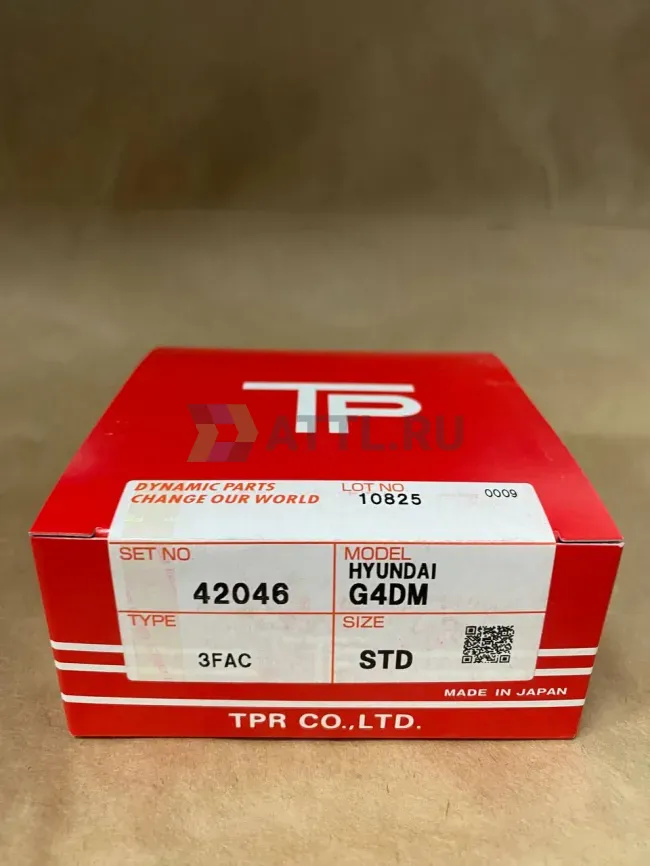 TP
ATTL.RU
DYNAMIC PARTS
CHANGE OUR WORLD
LOT NO
10825
0009
SET NO
42046
MODEL
HYUNDAI
G4DM
TYPE
3FAC
SIZE
STD
MADE IN JAPAN
TPR CO.,LTD.